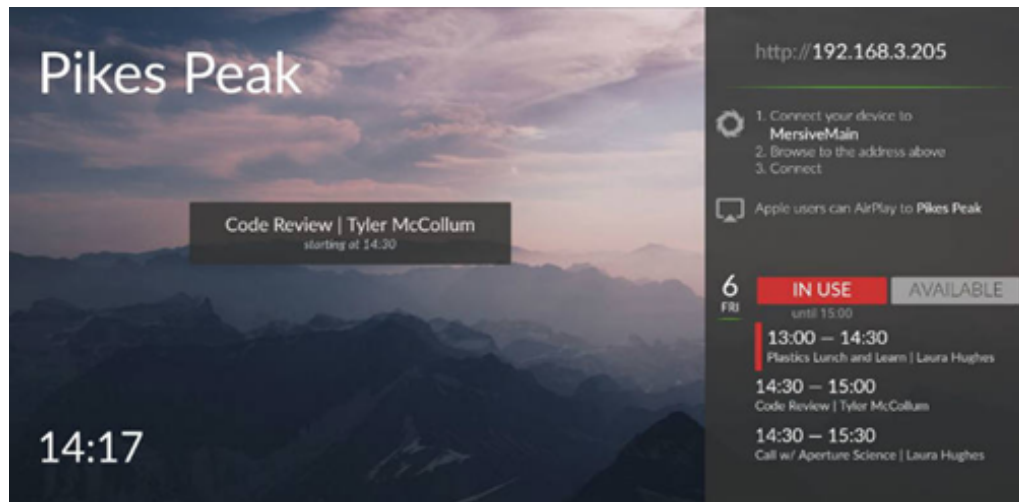 Pikes Peak
Code Review | Tyler McCollum
starting at 14:30
14:17
http://192.168.3.205
1. Connect your device to
MersiveMain
2. Browse to the address above
3. Connect
Apple users can AirPlay to Pikes Peak
6
FRI
IN USE
AVAILABLE
until 15:00
13:00 — 14:30
Plastics Lunch and Learn | Laura Hughes
14:30 — 15:00
Code Review | Tyler McCollum
14:30 — 15:30
Call w/ Aperture Science | Laura Hughes